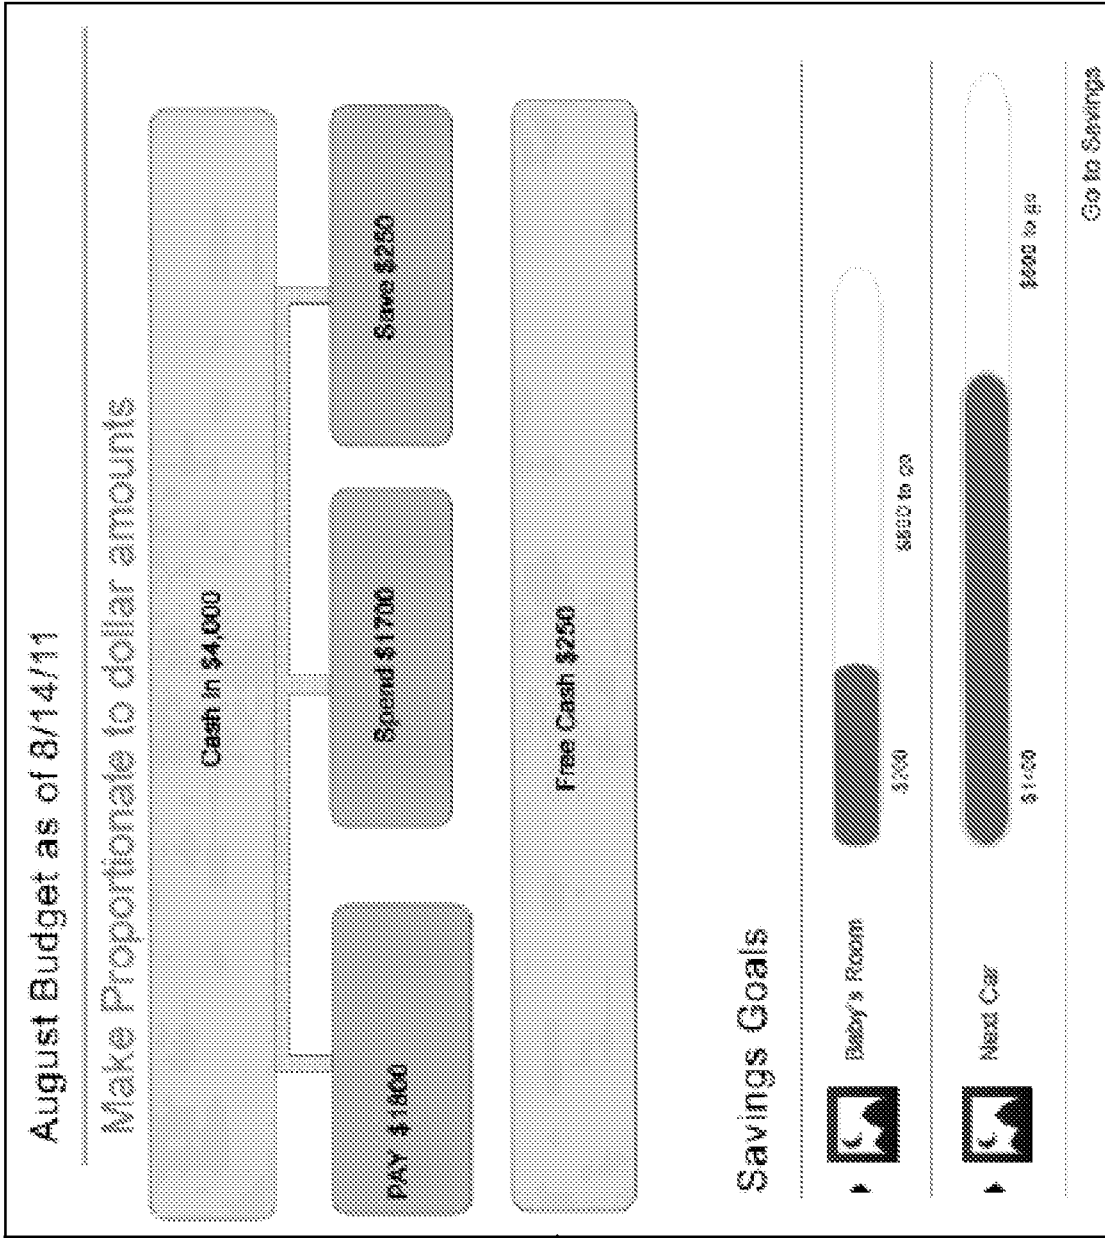 August Budget as of 8/14/11
Make Proportionate to dollar amounts
Cash in $4,000
PAY $1800
Spend $1700
Save $250
Free Cash $250
Savings Goals
Baby's Room
$200
to go
Next Car
$1400
$600 to go
Go to Savings